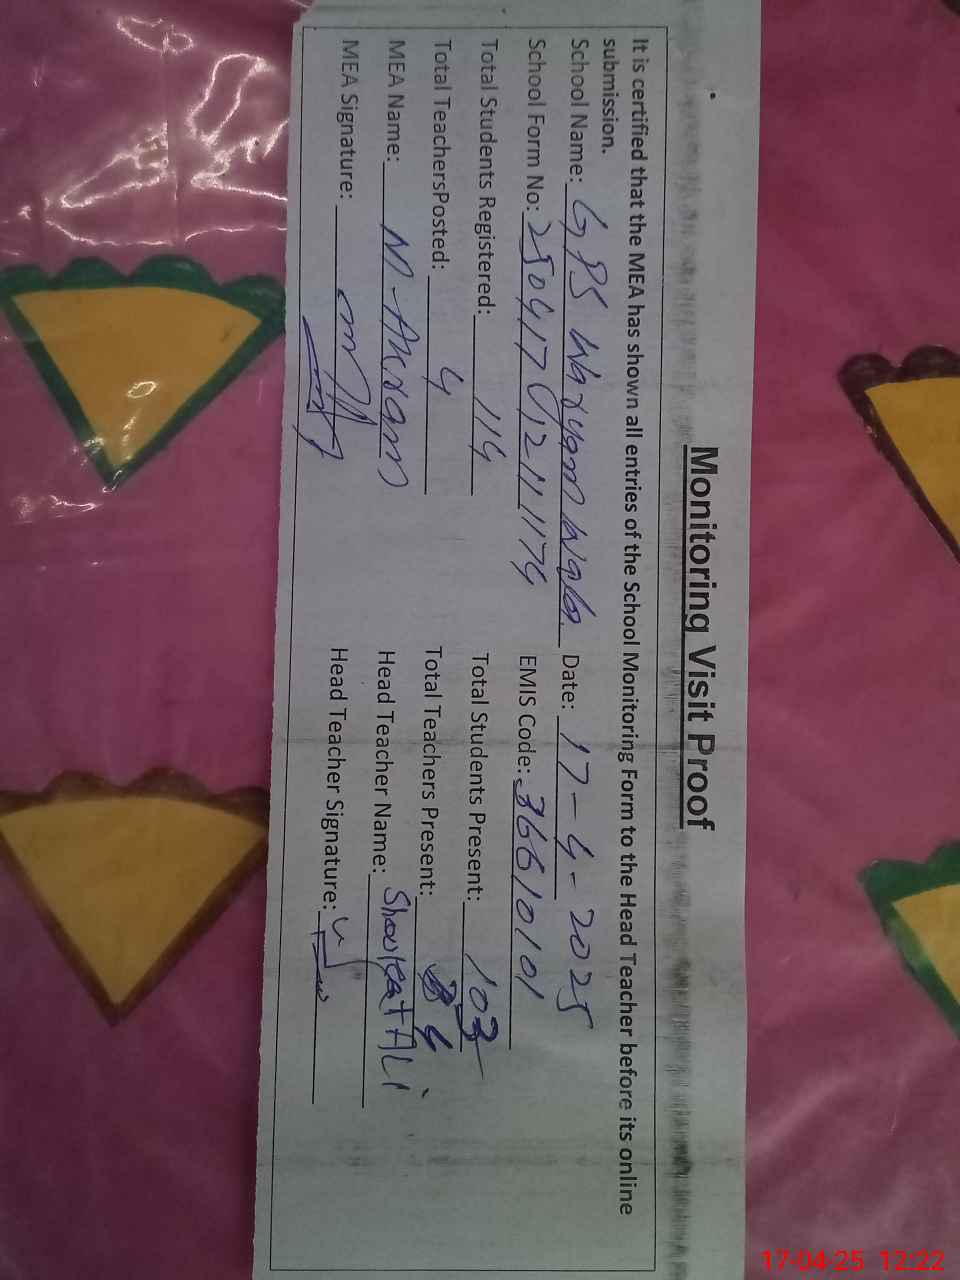 Monitoring Visit Proof
It is certified that the MEA has shown all entries of the School Monitoring Form to the Head Teacher before its online
submission.
School Name: GPS Waryam Wala Date: 17-4-2025
School Form No: EMIS Code: 36610101
Total Students Registered: 114 Total Students Present: 103
Total TeachersPosted: 4 Total Teachers Present: 4
MEA Name: M. Akram Head Teacher Name: Shoukat ALi
MEA Signature: Head Teacher Signature:
17-04-25 12:22